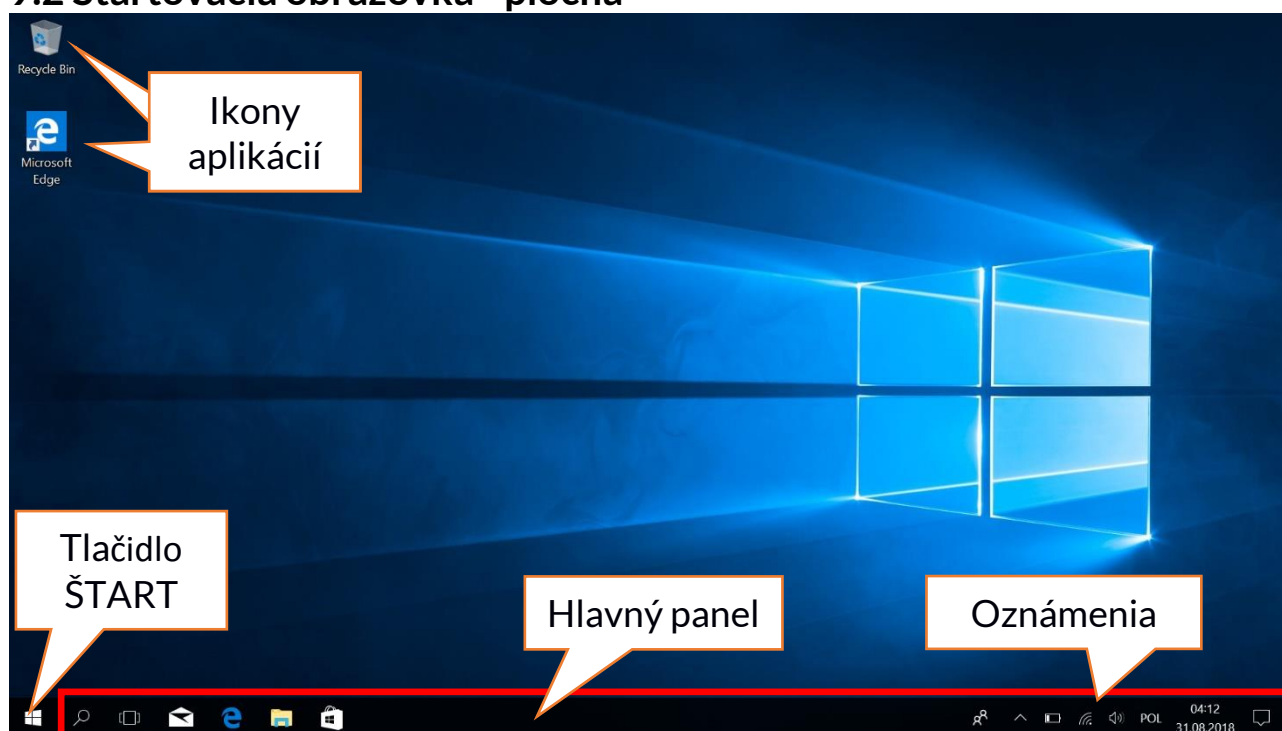 9.2 Štartovacia obrazovka - plocha
Recycle Bin
Ikony
aplikácií
Microsoft
Edge
Tlačidlo
ŠTART
Hlavný panel
Oznámenia
POL
04:12
31.08.2018